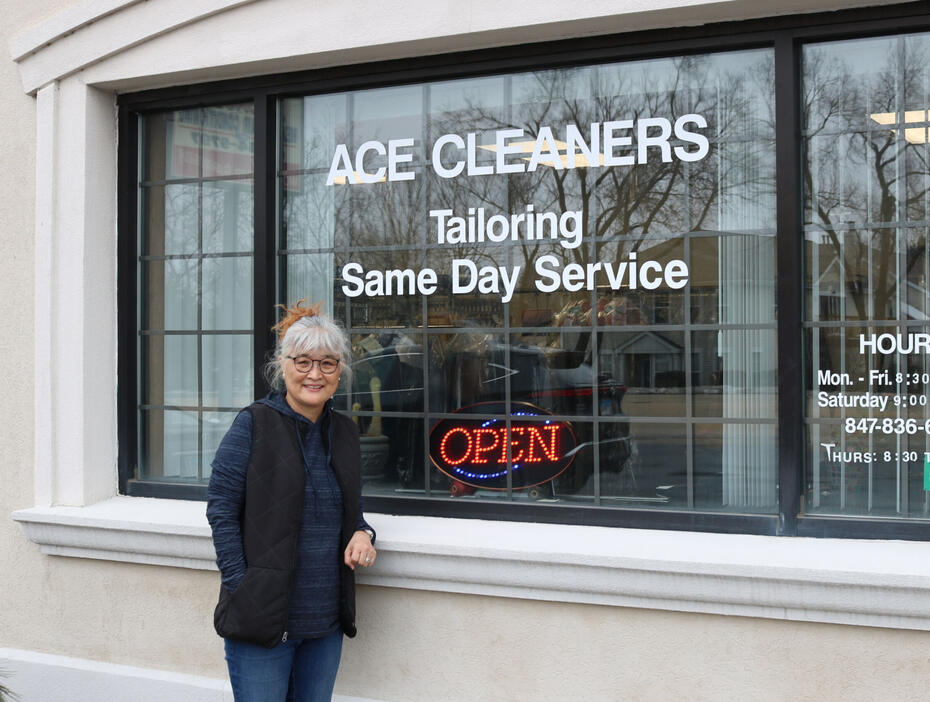 ACE CLEANERS
Tailoring
Same Day Service
OPEN
HOUR
Mon. - Fri. 8:30
Saturday 9:00
847-836-6
THURS: 8:30 T